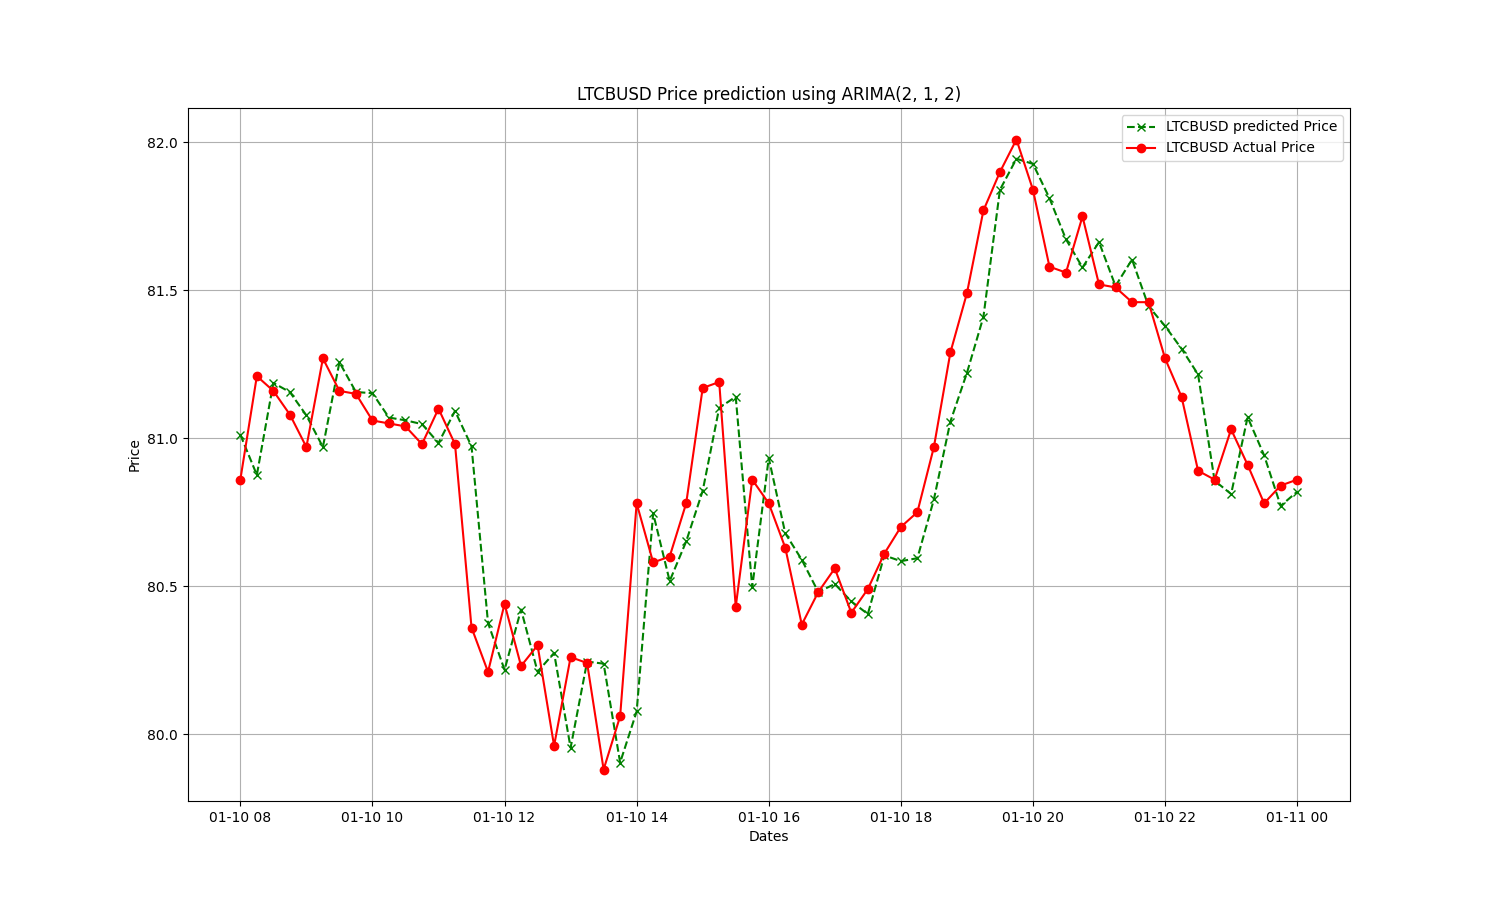 LTCBUSD Price prediction using ARIMA(2, 1, 2)
LTCBUSD predicted Price
LTCBUSD Actual Price
Price
82.0
81.5
81.0
80.5
80.0
01-10 08 01-10 10 01-10 12 01-10 14 01-10 16 01-10 18 01-10 20 01-10 22 01-11 00
Dates